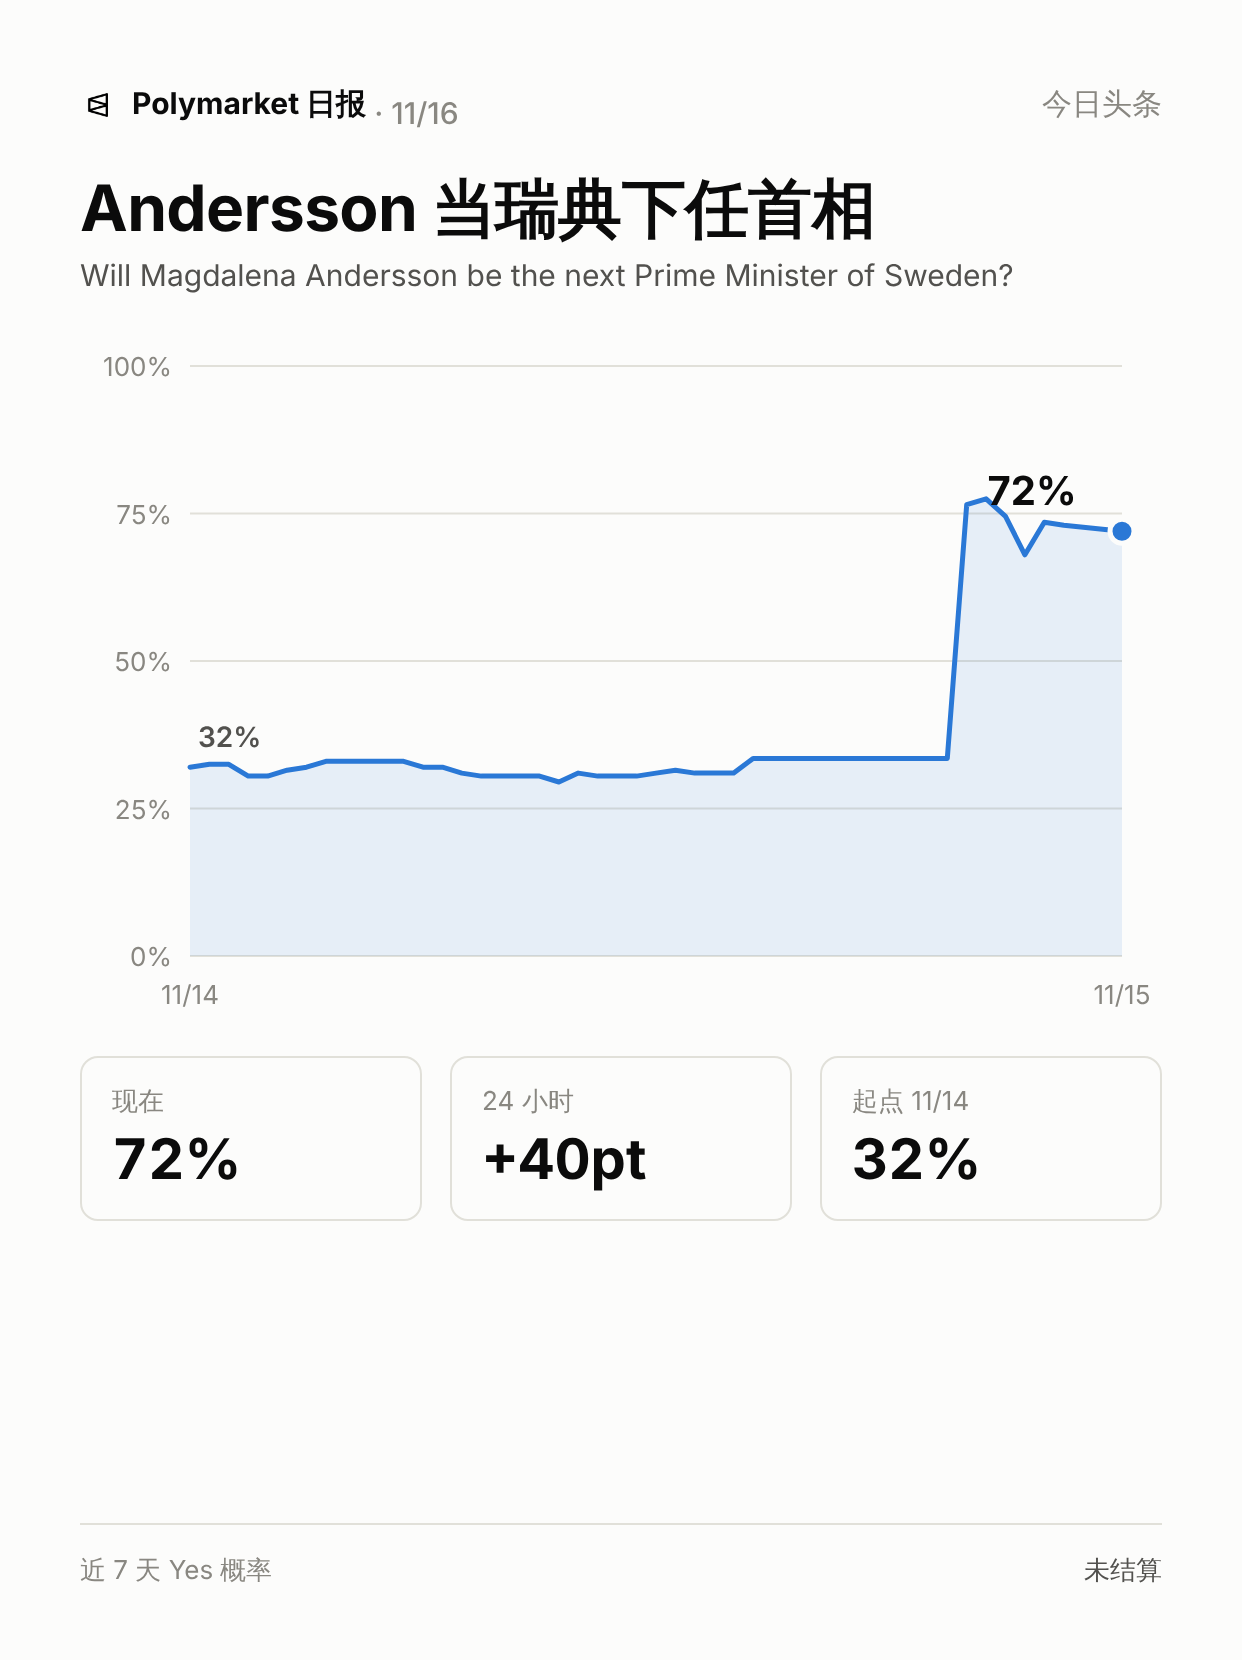 Polymarket 日报 · 11/16
今日头条
Andersson 当瑞典下任首相
Will Magdalena Andersson be the next Prime Minister of Sweden?
100%
75%
50%
25%
0%
32%
72%
11/14
11/15
现在
72%
24 小时
+40pt
起点 11/14
32%
近 7 天 Yes 概率
未结算